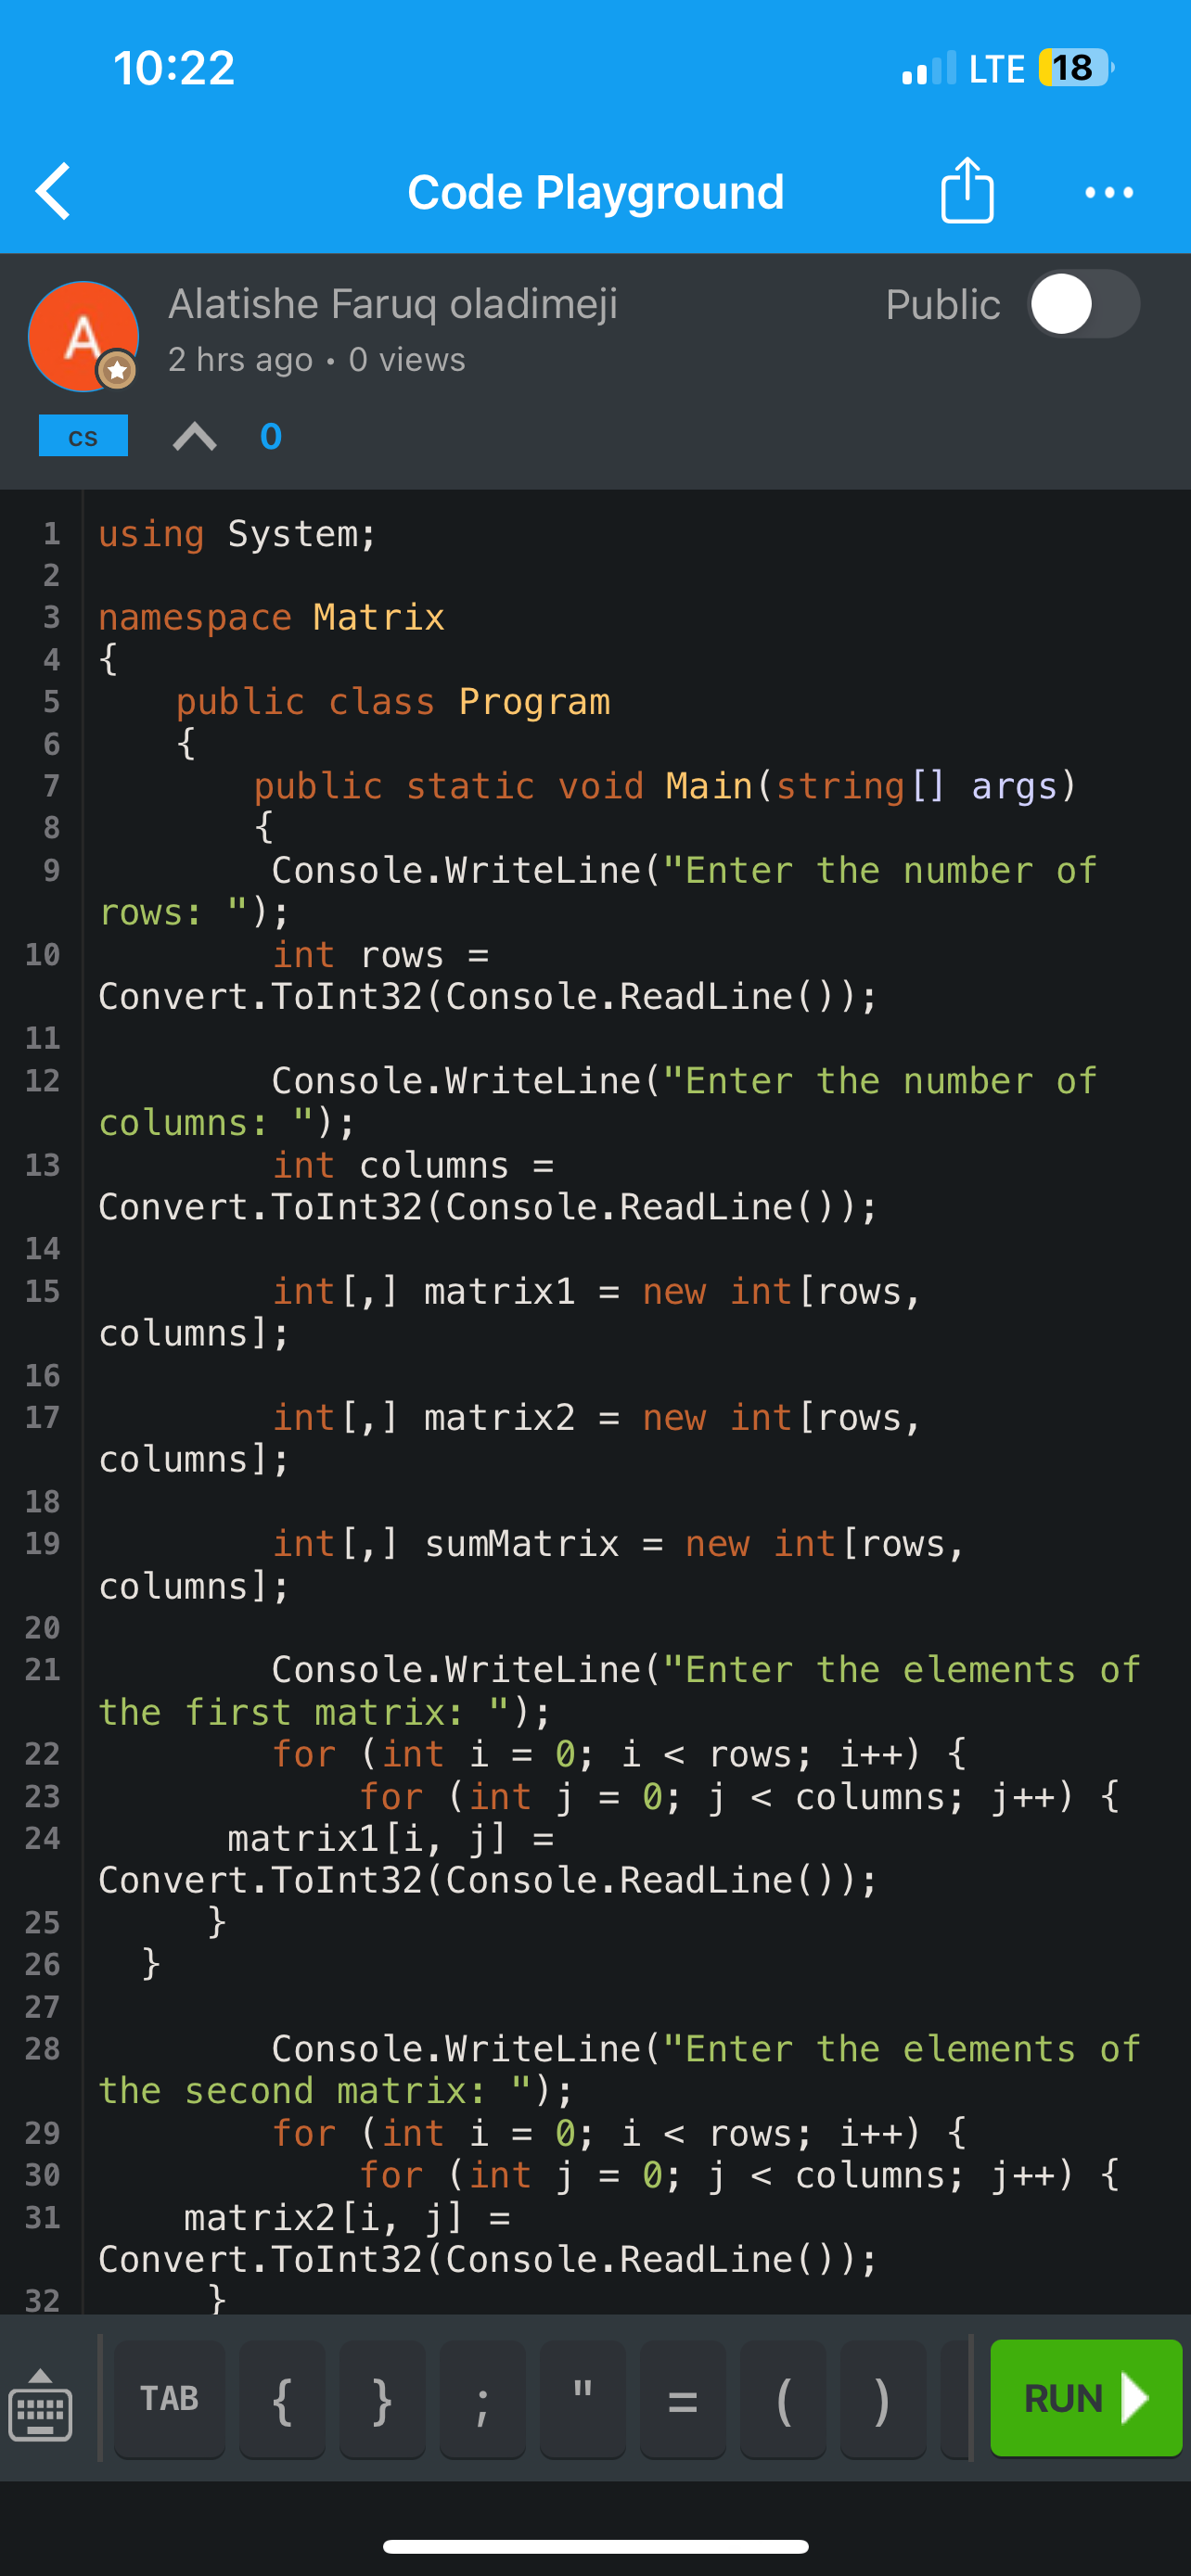 10:22 LTE 18
Code Playground
A Alatishe Faruq oladimeji Public
2 hrs ago • 0 views
cs 0
1 using System;
2
3 namespace Matrix
4 {
5 public class Program
6 {
7 public static void Main(string[] args)
8 {
9 Console.WriteLine("Enter the number of
rows: ");
10 int rows =
Convert.ToInt32(Console.ReadLine());
11
12 Console.WriteLine("Enter the number of
columns: ");
13 int columns =
Convert.ToInt32(Console.ReadLine());
14
15 int[,] matrix1 = new int[rows,
columns];
16
17 int[,] matrix2 = new int[rows,
columns];
18
19 int[,] sumMatrix = new int[rows,
columns];
20
21 Console.WriteLine("Enter the elements of
the first matrix: ");
22 for (int i = 0; i < rows; i++) {
23 for (int j = 0; j < columns; j++) {
24 matrix1[i, j] =
Convert.ToInt32(Console.ReadLine());
25 }
26 }
27
28 Console.WriteLine("Enter the elements of
the second matrix: ");
29 for (int i = 0; i < rows; i++) {
30 for (int j = 0; j < columns; j++) {
31 matrix2[i, j] =
Convert.ToInt32(Console.ReadLine());
32 }
TAB { } ; " = ( ) RUN